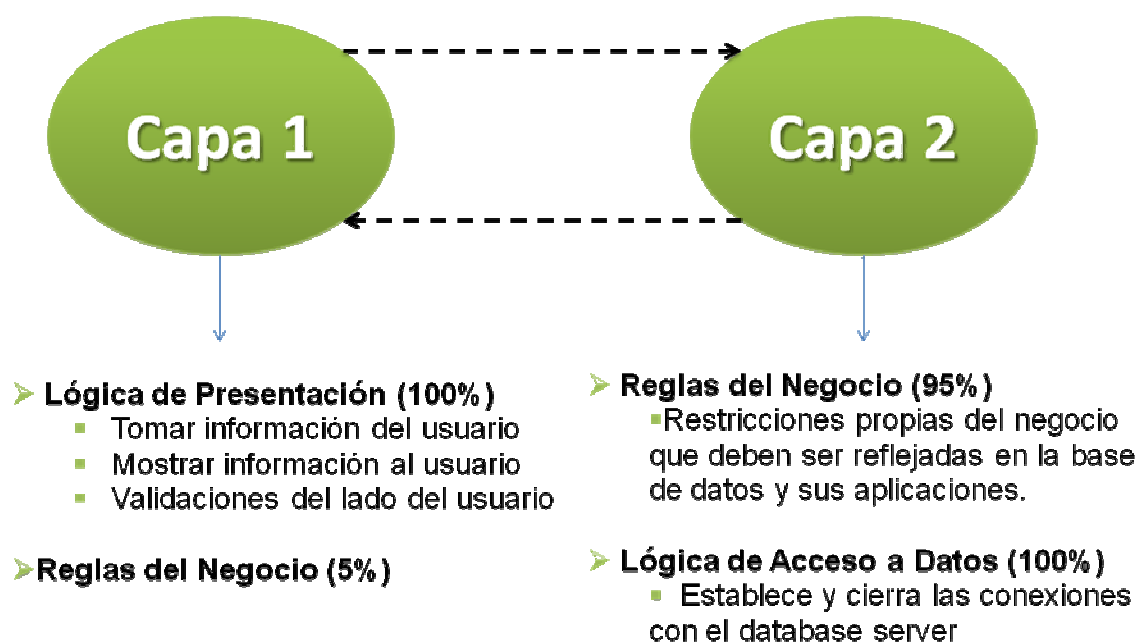 Capa 1
Capa 2
Lógica de Presentación (100%)
Tomar información del usuario
Mostrar información al usuario
Validaciones del lado del usuario
Reglas del Negocio (5%)
Reglas del Negocio (95%)
Restricciones propias del negocio
que deben ser reflejadas en la base
de datos y sus aplicaciones.
Lógica de Acceso a Datos (100%)
Establece y cierra las conexiones
con el database server